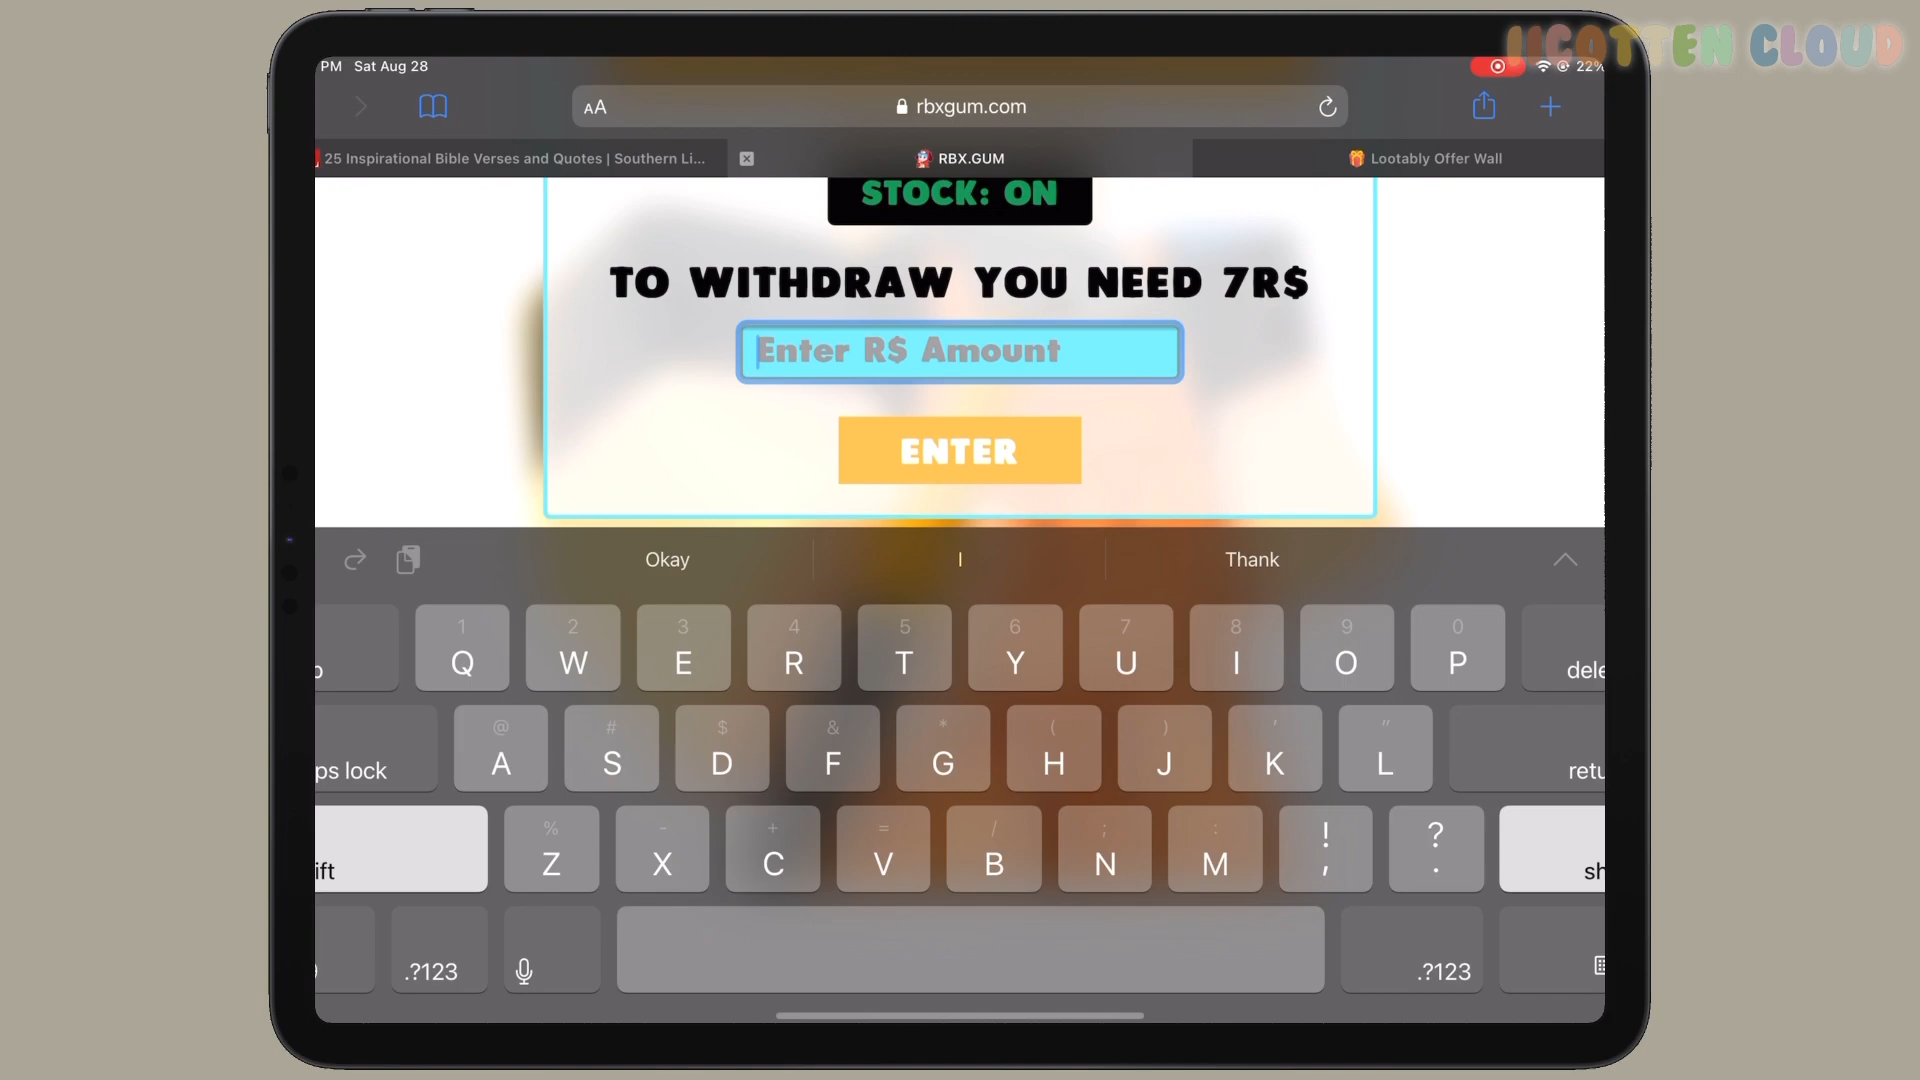 IICOTTEN CLOUD
PM Sat Aug 28
22%
AA
rbxgum.com
25 Inspirational Bible Verses and Quotes | Southern Li...
RBX.GUM
Lootably Offer Wall
STOCK: ON
TO WITHDRAW YOU NEED 7R$
Enter R$ Amount
ENTER
Okay
I
Thank
1 2 3 4 5 6 7 8 9 0
Q W E R T Y U I O P
dele
@ # $ & * ( ) ' "
ps lock A S D F G H J K L retu
% - + = / ; : ! ?
ift Z X C V B N M , . sh
.?123
.?123